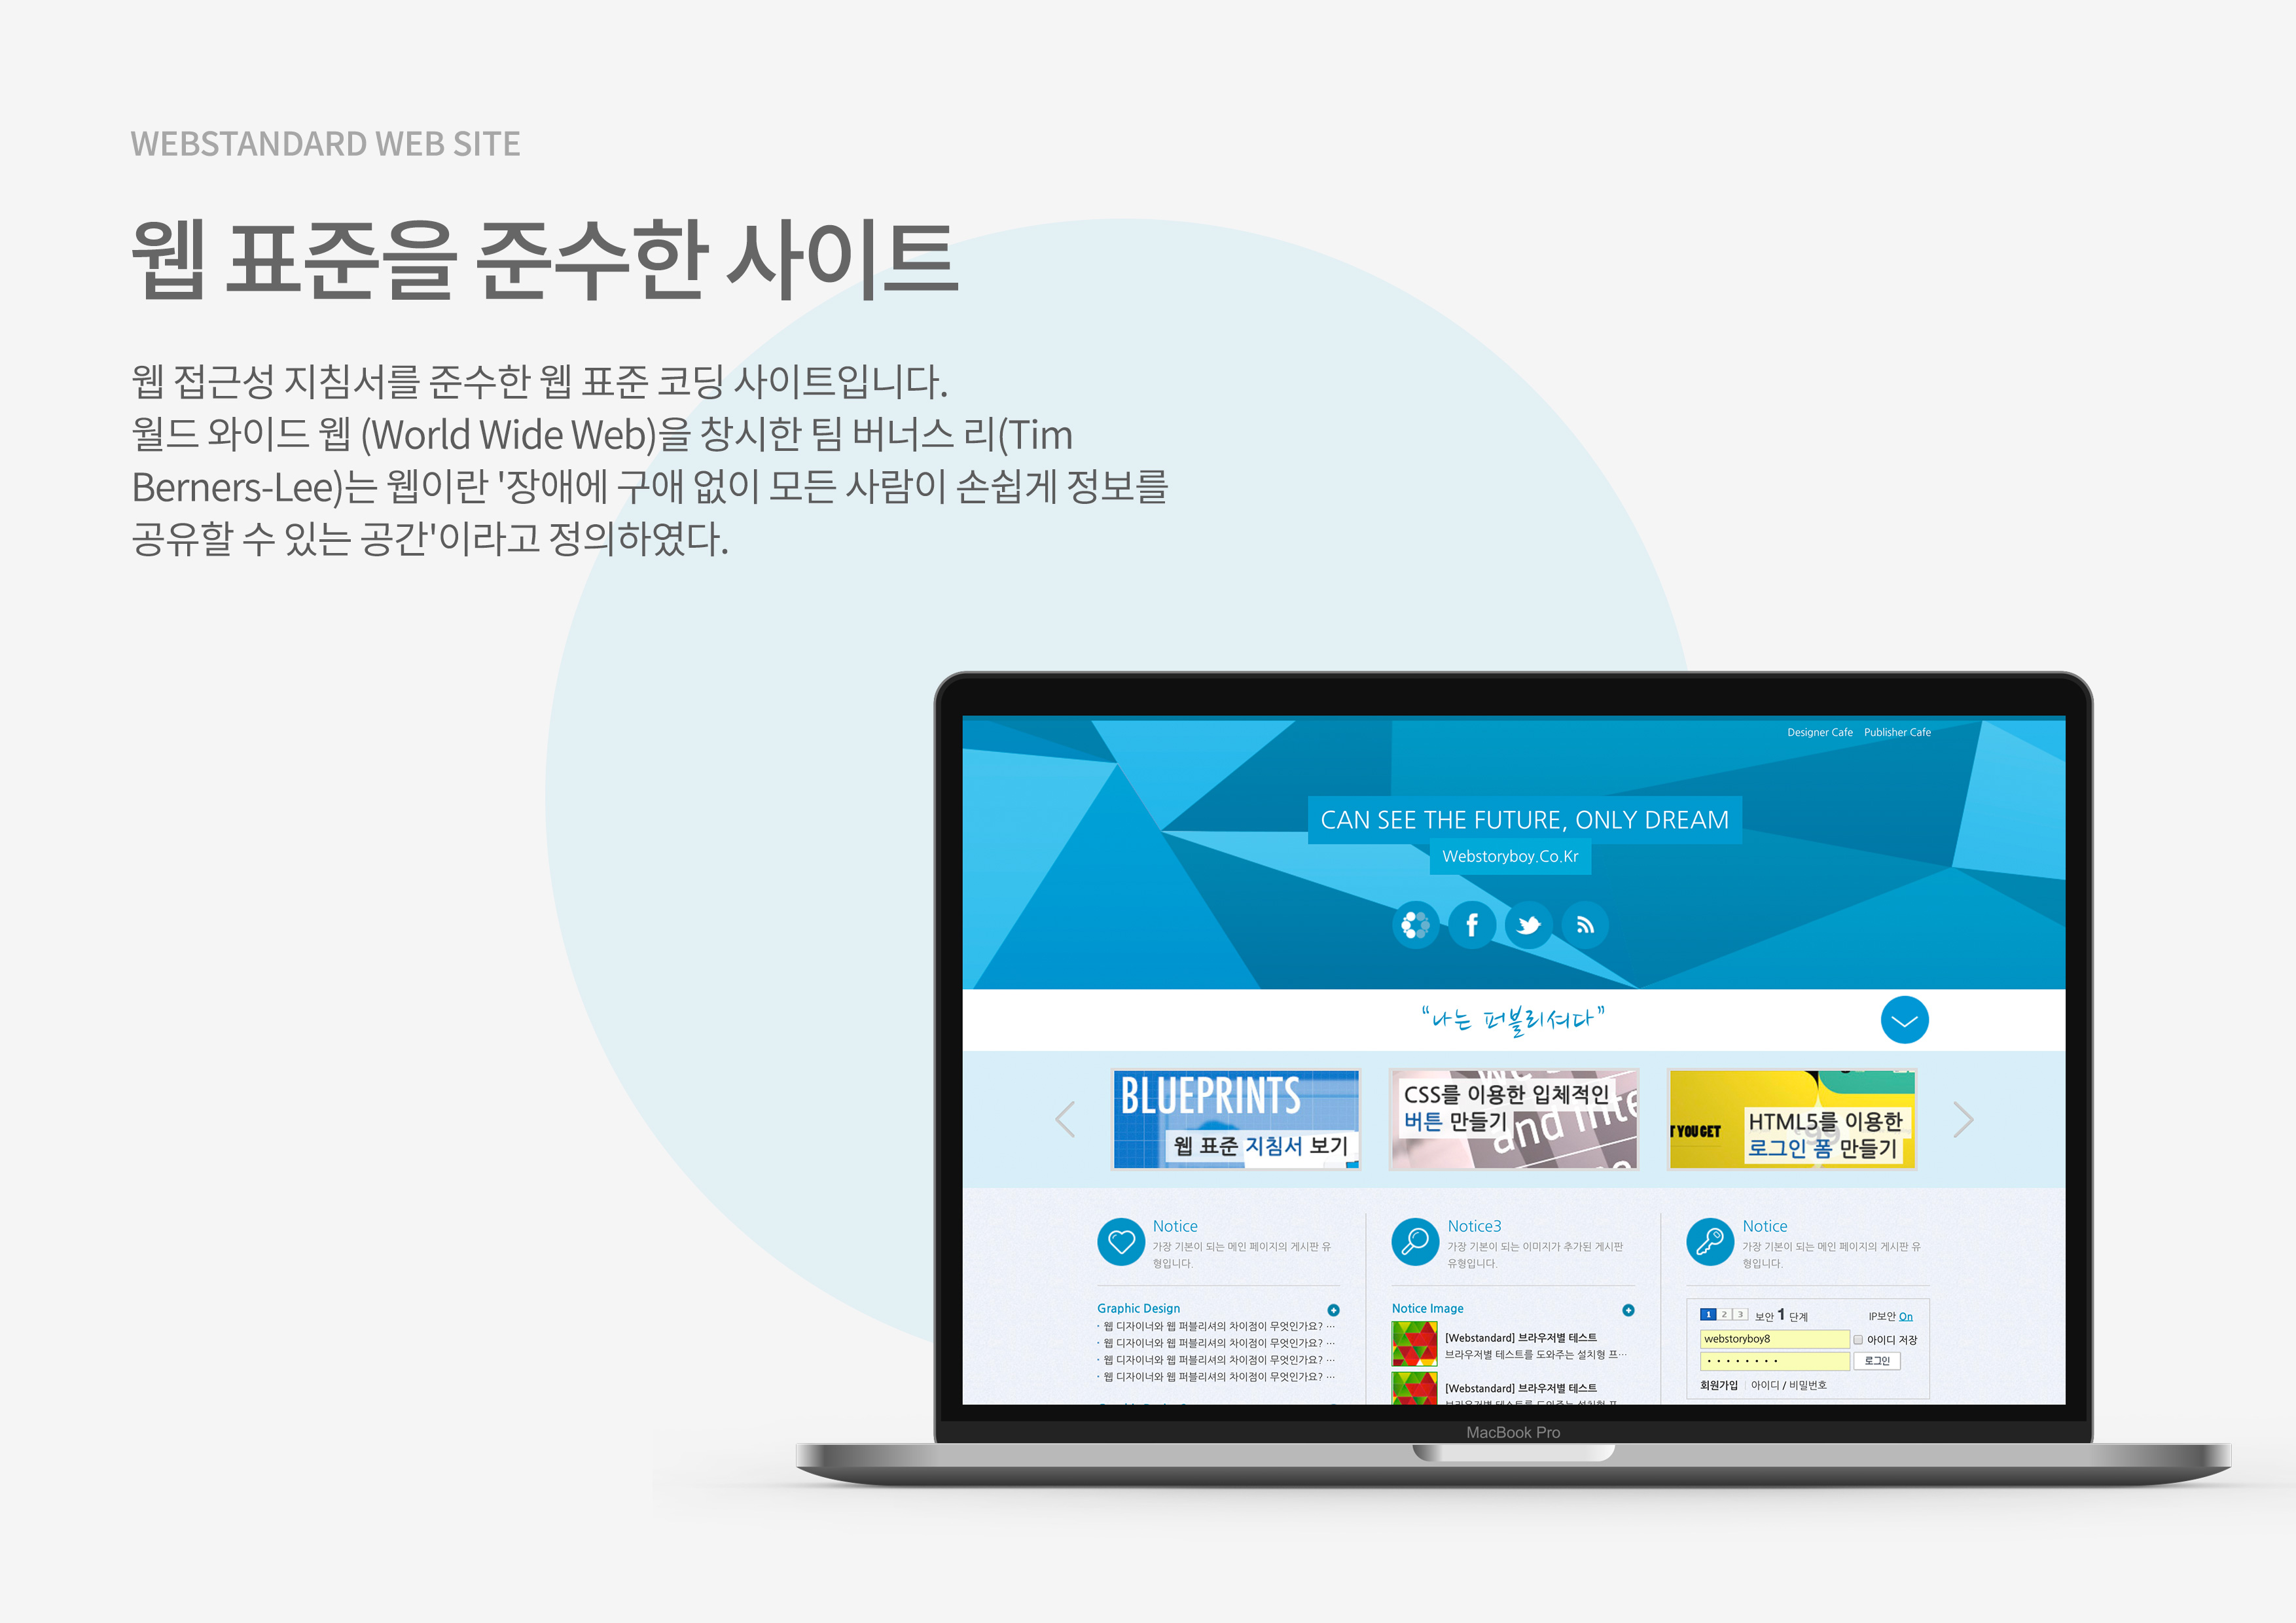 WEBSTANDARD WEB SITE
웹 표준을 준수한 사이트
웹 접근성 지침서를 준수한 웹 표준 코딩 사이트입니다.
월드 와이드 웹 (World Wide Web)을 창시한 팀 버너스 리(Tim
Berners-Lee)는 웹이란 '장애에 구애 없이 모든 사람이 손쉽게 정보를
공유할 수 있는 공간'이라고 정의하였다.
Designer Cafe Publisher Cafe
CAN SEE THE FUTURE, ONLY DREAM
Webstoryboy.Co.Kr
“나는 퍼블리셔다”
BLUEPRINTS
웹 표준 지침서 보기
CSS를 이용한 입체적인
버튼 만들기
and inte
T YOU GET
HTML5를 이용한
로그인 폼 만들기
Notice
가장 기본이 되는 메인 페이지의 게시판 유
형입니다.
Graphic Design
· 웹 디자이너와 웹 퍼블리셔의 차이점이 무엇인가요? ...
· 웹 디자이너와 웹 퍼블리셔의 차이점이 무엇인가요? ...
· 웹 디자이너와 웹 퍼블리셔의 차이점이 무엇인가요? ...
· 웹 디자이너와 웹 퍼블리셔의 차이점이 무엇인가요? ...
Notice3
가장 기본이 되는 이미지가 추가된 게시판
유형입니다.
Notice Image
[Webstandard] 브라우저별 테스트
브라우저별 테스트를 도와주는 설치형 프...
[Webstandard] 브라우저별 테스트
Notice
가장 기본이 되는 메인 페이지의 게시판 유
형입니다.
1 2 3 보안 1 단계 IP보안 On
webstoryboy8 아이디 저장
로그인
회원가입 아이디 / 비밀번호
MacBook Pro